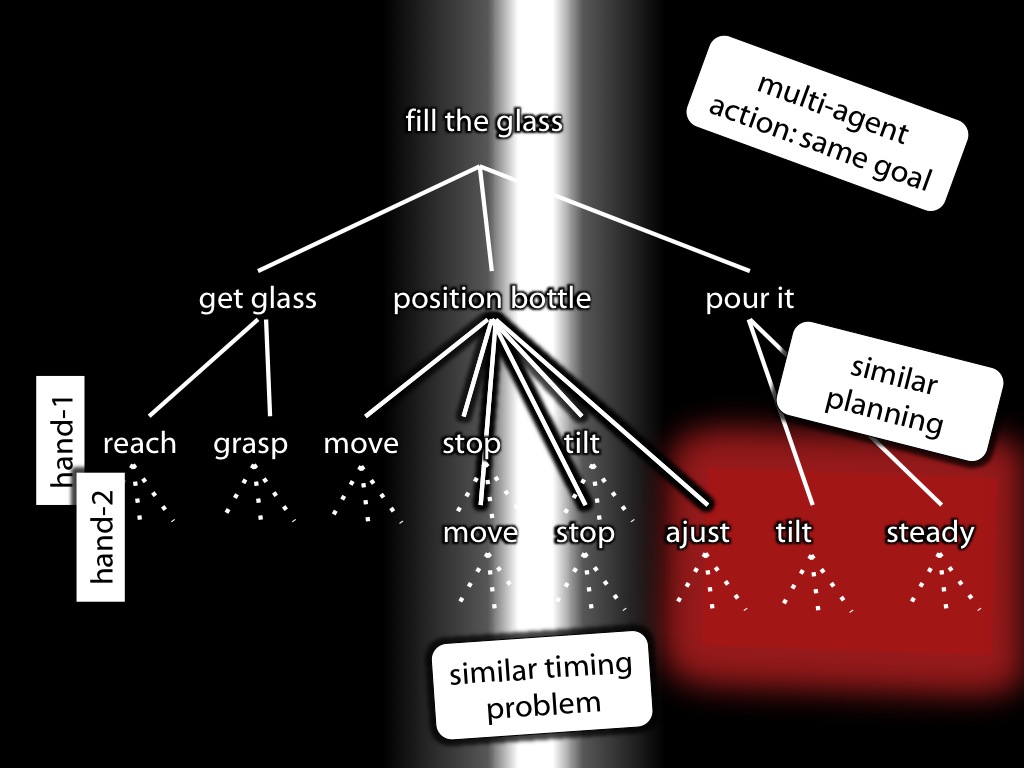 multi-agent
action: same goal
fill the glass
get glass
position bottle
pour it
similar
planning
hand-1
reach
grasp
move
stop
tilt
hand-2
move
stop
ajust
tilt
steady
similar timing
problem